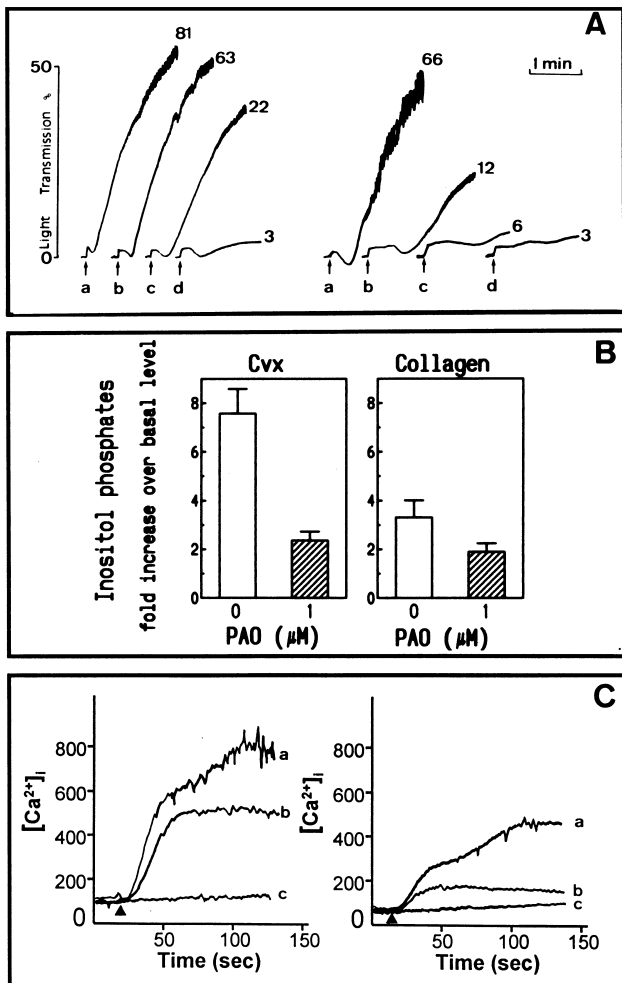 A
50
0
Light Transmission %
81
63
22
3
66
12
6
3
1 min
a b c d
a b c d
B
Cvx
Collagen
Inositol phosphates
fold increase over basal level
8
6
4
2
0
8
6
4
2
0
0 1
0 1
PAO (µM)
PAO (µM)
C
[Ca²⁺]i
800
600
400
200
0
a
b
c
50 100 150
Time (sec)
[Ca²⁺]i
800
600
400
200
0
a
b
c
50 100 150
Time (sec)